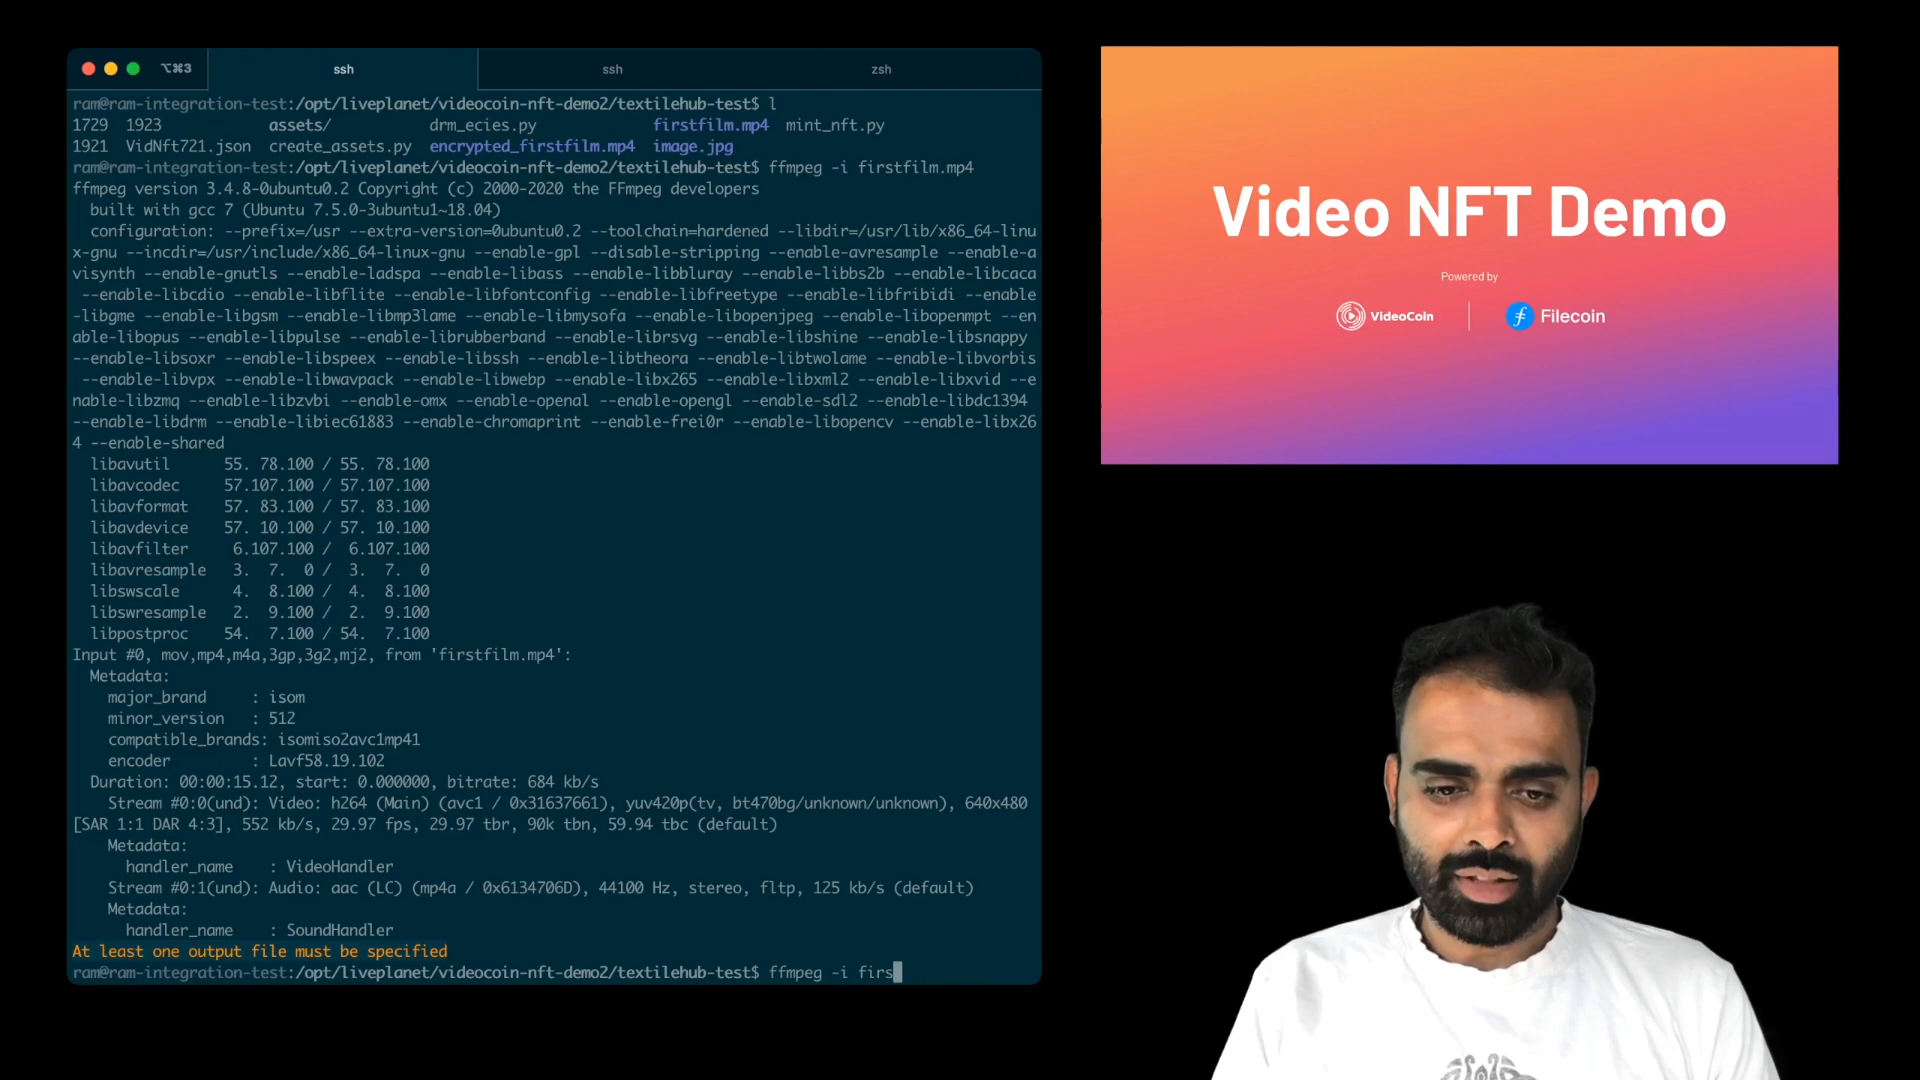 ⌥⌘3 ssh ssh zsh
ram@ram-integration-test:/opt/liveplanet/videocoin-nft-demo2/textilehub-test$ l
1729 1923 assets/ drm_ecies.py firstfilm.mp4 mint_nft.py
1921 VidNft721.json create_assets.py encrypted_firstfilm.mp4 image.jpg
ram@ram-integration-test:/opt/liveplanet/videocoin-nft-demo2/textilehub-test$ ffmpeg -i firstfilm.mp4
ffmpeg version 3.4.8-0ubuntu0.2 Copyright (c) 2000-2020 the FFmpeg developers
built with gcc 7 (Ubuntu 7.5.0-3ubuntu1~18.04)
configuration: --prefix=/usr --extra-version=0ubuntu0.2 --toolchain=hardened --libdir=/usr/lib/x86_64-linu
x-gnu --incdir=/usr/include/x86_64-linux-gnu --enable-gpl --disable-stripping --enable-avresample --enable-a
visynth --enable-gnutls --enable-ladspa --enable-libass --enable-libbluray --enable-libbs2b --enable-libcaca
--enable-libcdio --enable-libflite --enable-libfontconfig --enable-libfreetype --enable-libfribidi --enable
-libgme --enable-libgsm --enable-libmp3lame --enable-libmysofa --enable-libopenjpeg --enable-libopenmpt --en
able-libopus --enable-libpulse --enable-librubberband --enable-librsvg --enable-libshine --enable-libsnappy
--enable-libsoxr --enable-libspeex --enable-libssh --enable-libtheora --enable-libtwolame --enable-libvorbis
--enable-libvpx --enable-libwavpack --enable-libwebp --enable-libx265 --enable-libxml2 --enable-libxvid --e
nable-libzmq --enable-libzvbi --enable-omx --enable-openal --enable-opengl --enable-sdl2 --enable-libdc1394
--enable-libdrm --enable-libiec61883 --enable-chromaprint --enable-frei0r --enable-libopencv --enable-libx26
4 --enable-shared
libavutil 55. 78.100 / 55. 78.100
libavcodec 57.107.100 / 57.107.100
libavformat 57. 83.100 / 57. 83.100
libavdevice 57. 10.100 / 57. 10.100
libavfilter 6.107.100 / 6.107.100
libavresample 3. 7. 0 / 3. 7. 0
libswscale 4. 8.100 / 4. 8.100
libswresample 2. 9.100 / 2. 9.100
libpostproc 54. 7.100 / 54. 7.100
Input #0, mov,mp4,m4a,3gp,3g2,mj2, from 'firstfilm.mp4':
Metadata:
major_brand : isom
minor_version : 512
compatible_brands: isomiso2avc1mp41
encoder : Lavf58.19.102
Duration: 00:00:15.12, start: 0.000000, bitrate: 684 kb/s
Stream #0:0(und): Video: h264 (Main) (avc1 / 0x31637661), yuv420p(tv, bt470bg/unknown/unknown), 640x480
[SAR 1:1 DAR 4:3], 552 kb/s, 29.97 fps, 29.97 tbr, 90k tbn, 59.94 tbc (default)
Metadata:
handler_name : VideoHandler
Stream #0:1(und): Audio: aac (LC) (mp4a / 0x6134706D), 44100 Hz, stereo, fltp, 125 kb/s (default)
Metadata:
handler_name : SoundHandler
At least one output file must be specified
ram@ram-integration-test:/opt/liveplanet/videocoin-nft-demo2/textilehub-test$ ffmpeg -i firs
Video NFT Demo
Powered by
VideoCoin Filecoin